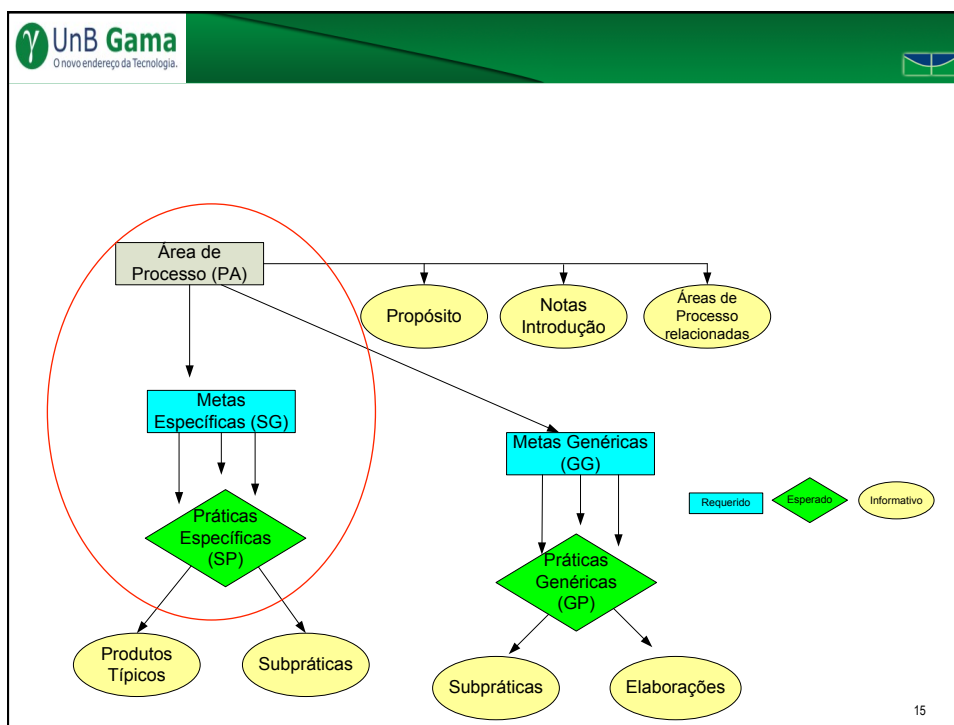 γ UnB Gama
O novo endereço da Tecnologia.
Área de
Processo (PA)
Propósito
Notas
Introdução
Áreas de
Processo
relacionadas
Metas
Específicas (SG)
Metas Genéricas
(GG)
Requerido
Esperado
Informativo
Práticas
Específicas
(SP)
Práticas
Genéricas
(GP)
Produtos
Típicos
Subpráticas
Subpráticas
Elaborações
15